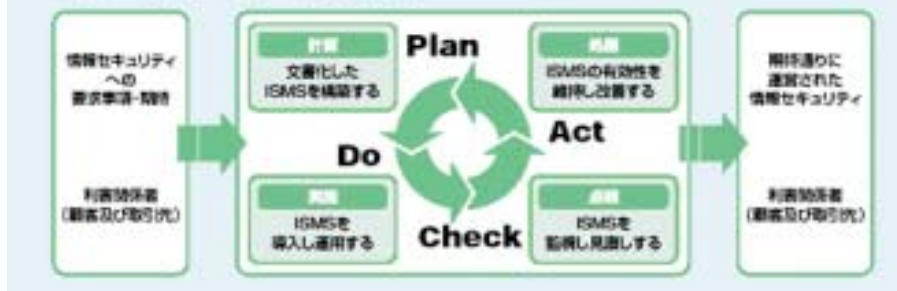 情報セキュリティ
への
要求事項・期待
利害関係者
(顧客及び取引先)
計画
文書化した
ISMSを構築する
Plan
処置
ISMSの有効性を
維持し改善する
Act
Do
実施
ISMSを
導入し運用する
Check
点検
ISMSを
監視し見直しする
期待通りに
運営された
情報セキュリティ
利害関係者
(顧客及び取引先)